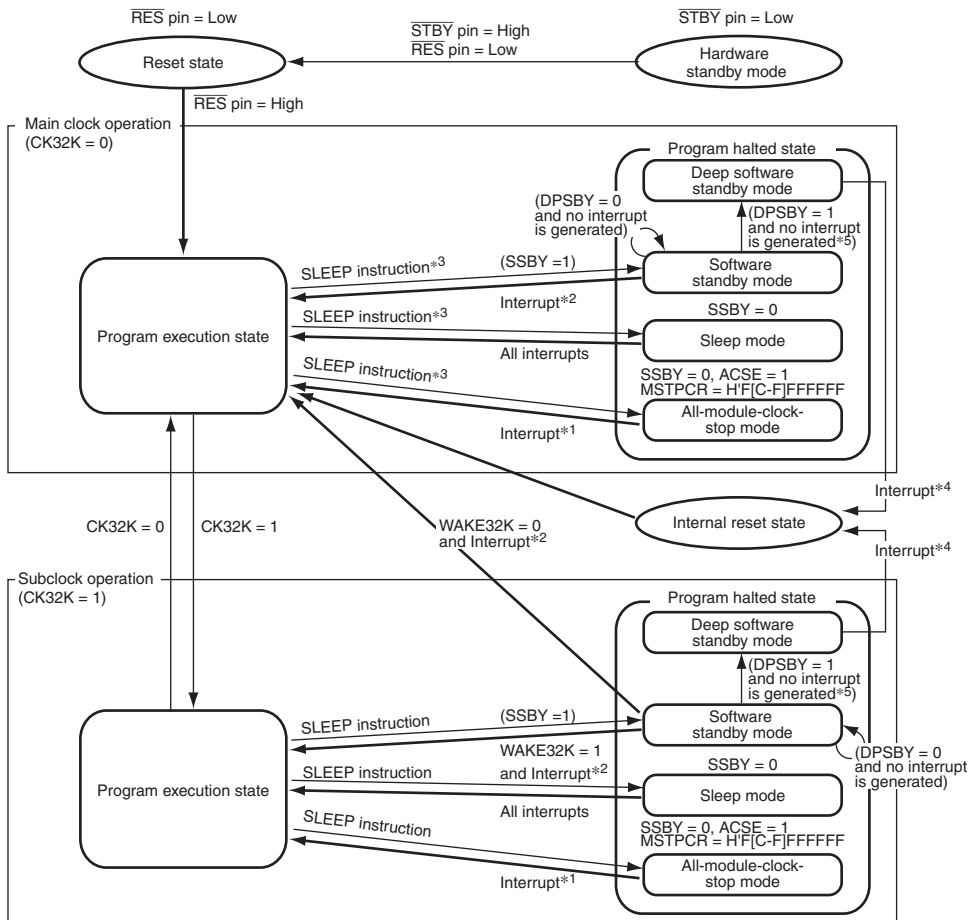 RES pin = Low
STBY pin = High
RES pin = Low
STBY pin = Low
Reset state
Hardware
standby mode
RES pin = High
Main clock operation
(CK32K = 0)
Program halted state
Deep software
standby mode
(DPSBY = 0
and no interrupt
is generated)
(DPSBY = 1
and no interrupt
is generated*5)
Program execution state
SLEEP instruction*3
(SSBY =1)
Software
standby mode
Interrupt*2
SLEEP instruction*3
SSBY = 0
Sleep mode
All interrupts
SLEEP instruction*3
SSBY = 0, ACSE = 1
MSTPCR = H'F[C-F]FFFFFF
All-module-clock-
stop mode
Interrupt*1
Interrupt*4
CK32K = 0
CK32K = 1
WAKE32K = 0
and Interrupt*2
Internal reset state
Interrupt*4
Subclock operation
(CK32K = 1)
Program halted state
Deep software
standby mode
(DPSBY = 1
and no interrupt
is generated*5)
Program execution state
SLEEP instruction
(SSBY =1)
Software
standby mode
WAKE32K = 1
and Interrupt*2
(DPSBY = 0
and no interrupt
is generated)
SLEEP instruction
SSBY = 0
Sleep mode
All interrupts
SLEEP instruction
SSBY = 0, ACSE = 1
MSTPCR = H'F[C-F]FFFFFF
All-module-clock-
stop mode
Interrupt*1